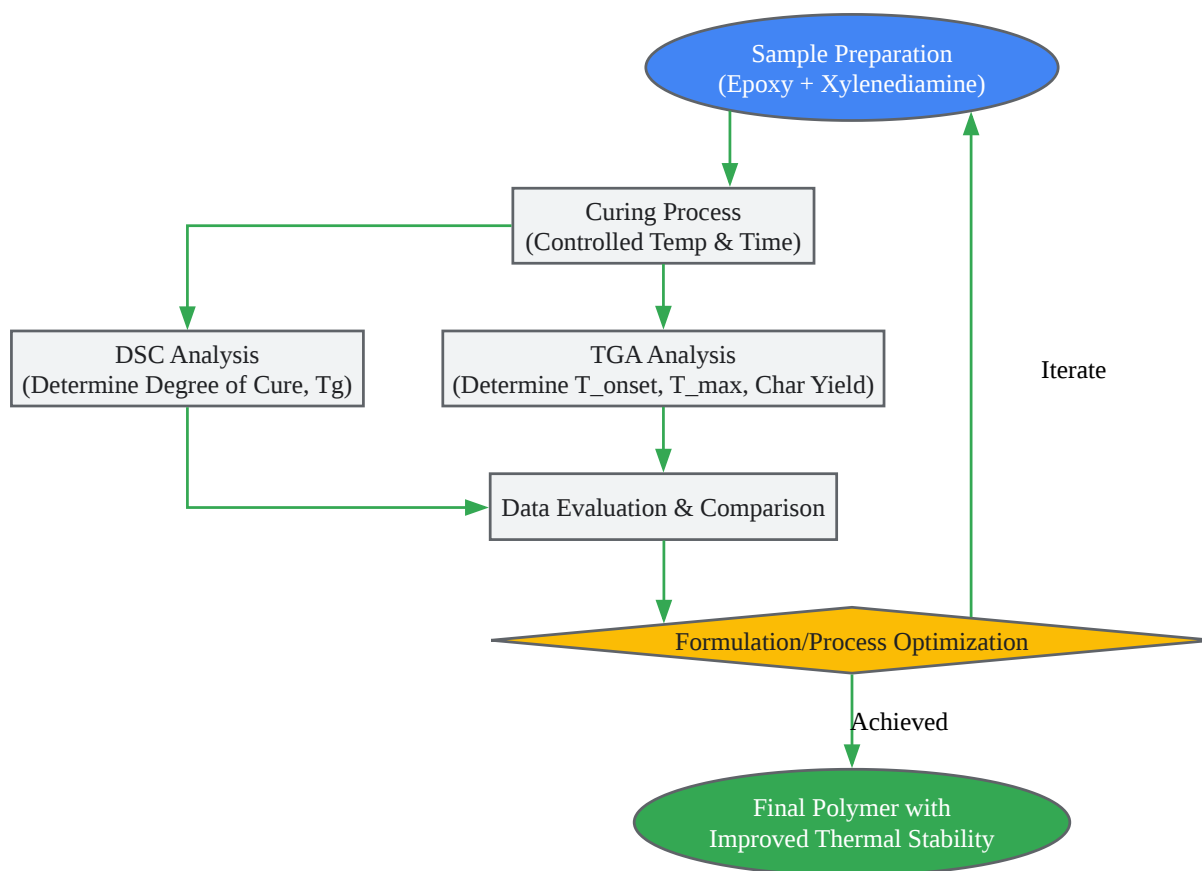 Sample Preparation
(Epoxy + Xylenediamine)
Curing Process
(Controlled Temp & Time)
DSC Analysis
(Determine Degree of Cure, Tg)
TGA Analysis
(Determine T_onset, T_max, Char Yield)
Iterate
Data Evaluation & Comparison
Formulation/Process Optimization
Achieved
Final Polymer with
Improved Thermal Stability